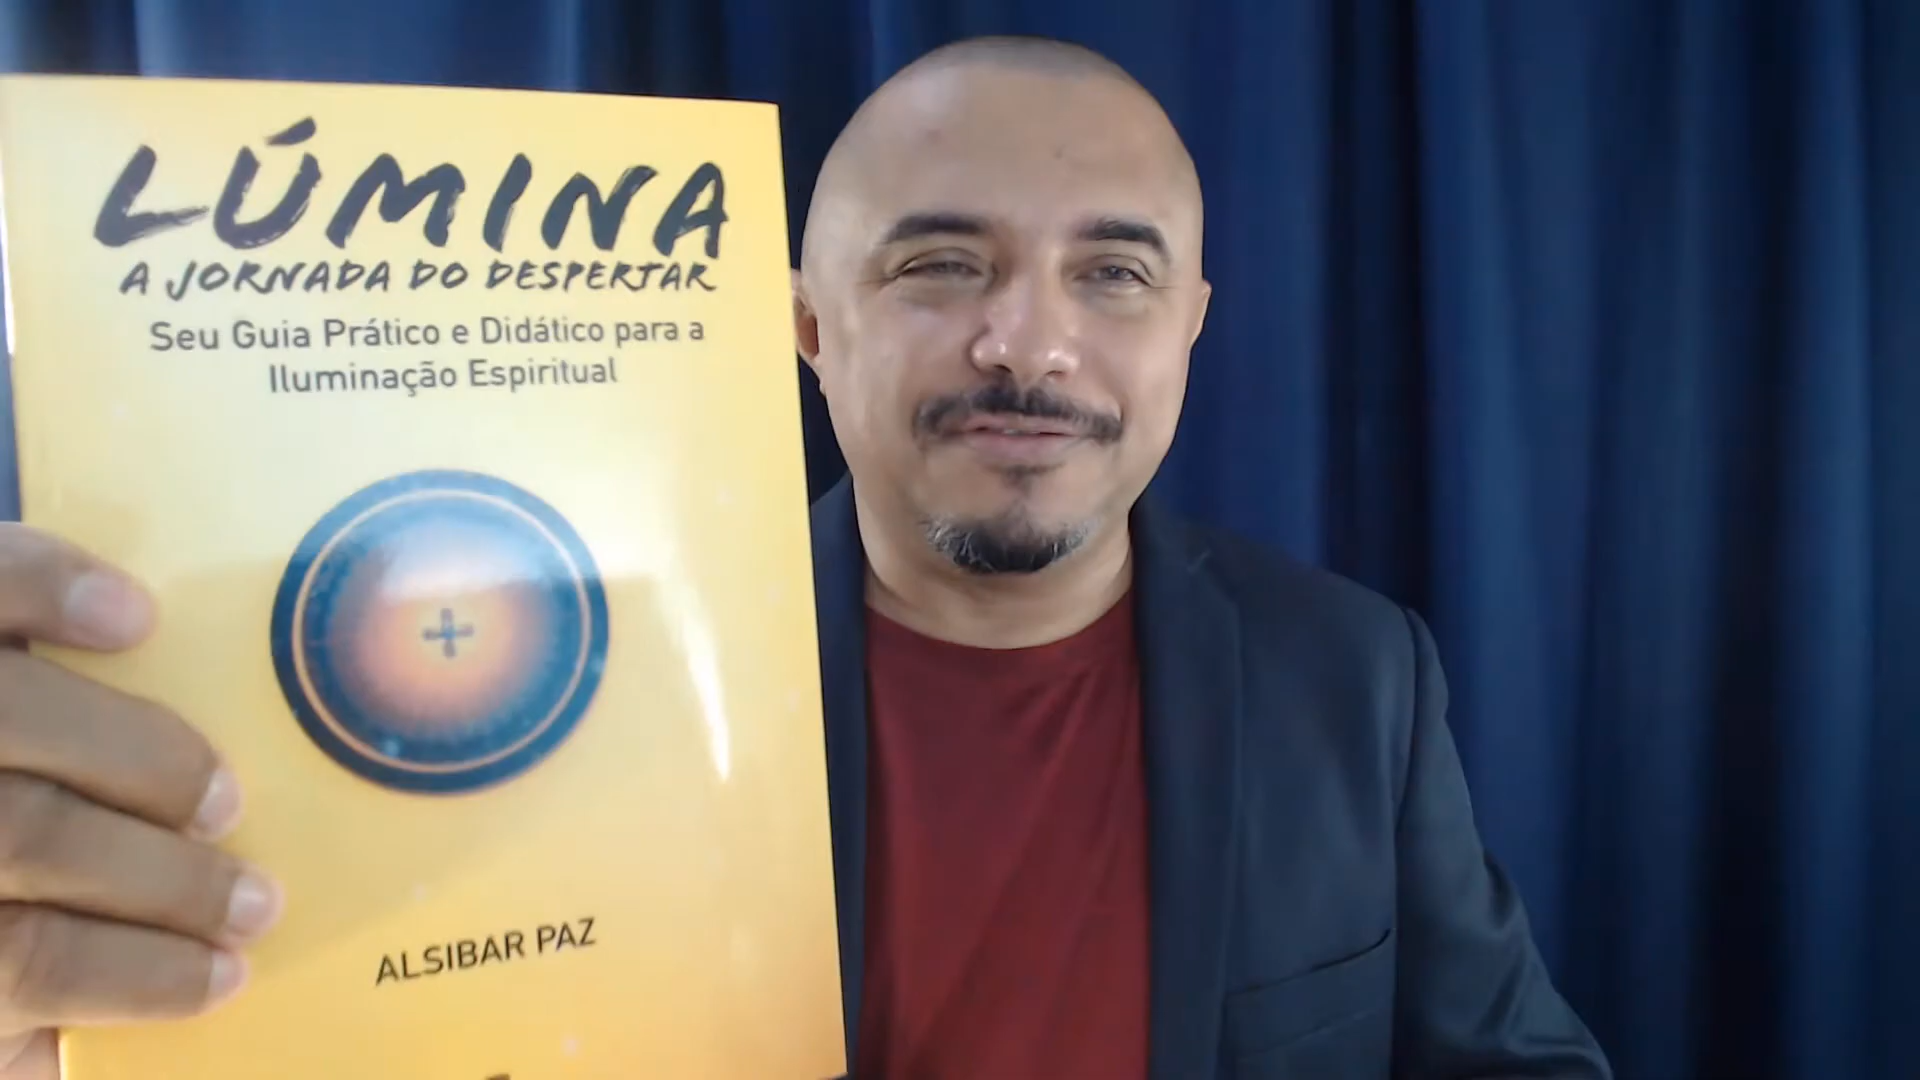 LÚMINA
A JORNADA DO DESPERTAR
Seu Guia Prático e Didático para a
Iluminação Espiritual
ALSIBAR PAZ